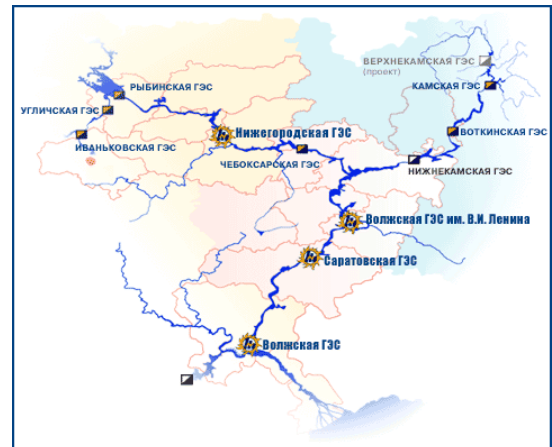 ВЕРХНЕКАМСКАЯ ГЭС
(проект)
КАМСКАЯ ГЭС
РЫБИНСКАЯ ГЭС
УГЛИЧСКАЯ ГЭС
ВОТКИНСКАЯ ГЭС
Нижегородская ГЭС
ИВАНЬКОВСКАЯ ГЭС
ЧЕБОКСАРСКАЯ ГЭС
НИЖНЕКАМСКАЯ ГЭС
Волжская ГЭС им. В.И. Ленина
Саратовская ГЭС
Волжская ГЭС